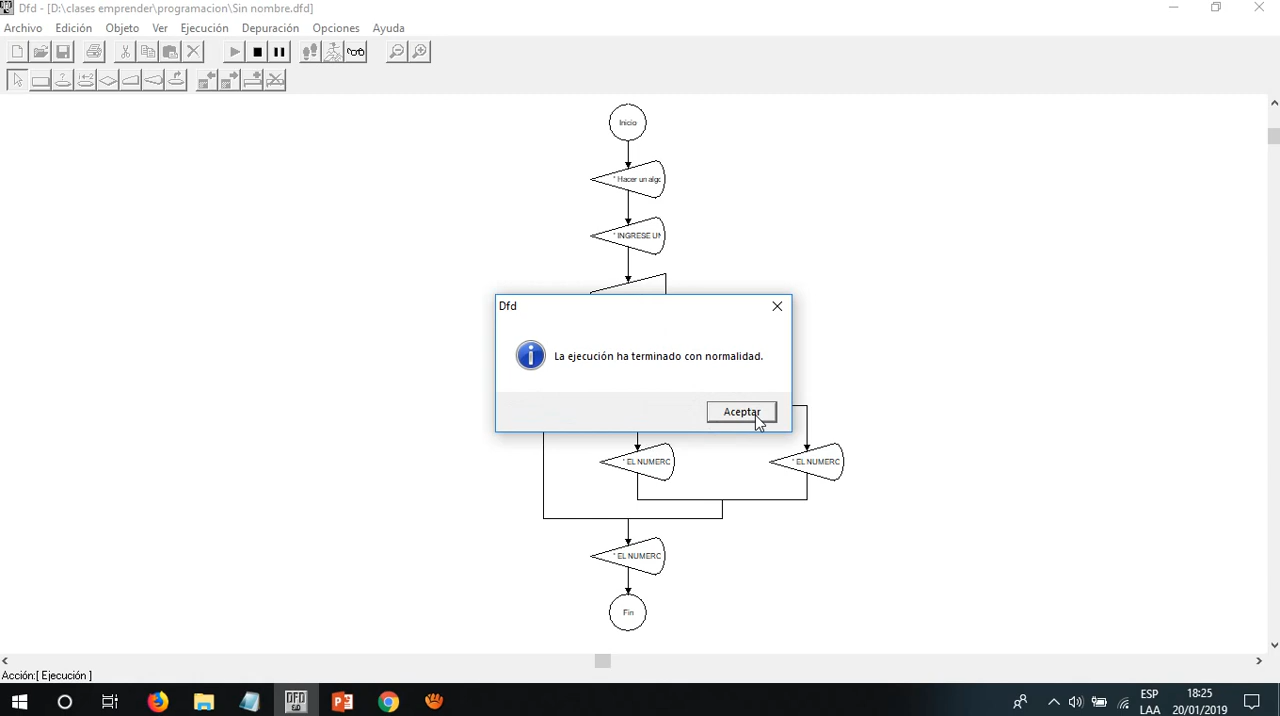 Dfd - [D:\clases emprender\programacion\Sin nombre.dfd]
Archivo Edición Objeto Ver Ejecución Depuración Opciones Ayuda
Inicio
" Hacer un algo
" INGRESE UN
Dfd
La ejecución ha terminado con normalidad.
Aceptar
" EL NUMERO
" EL NUMERO
" EL NUMERO
Fin
Acción:[ Ejecución ]
ESP
LAA
18:25
20/01/2019